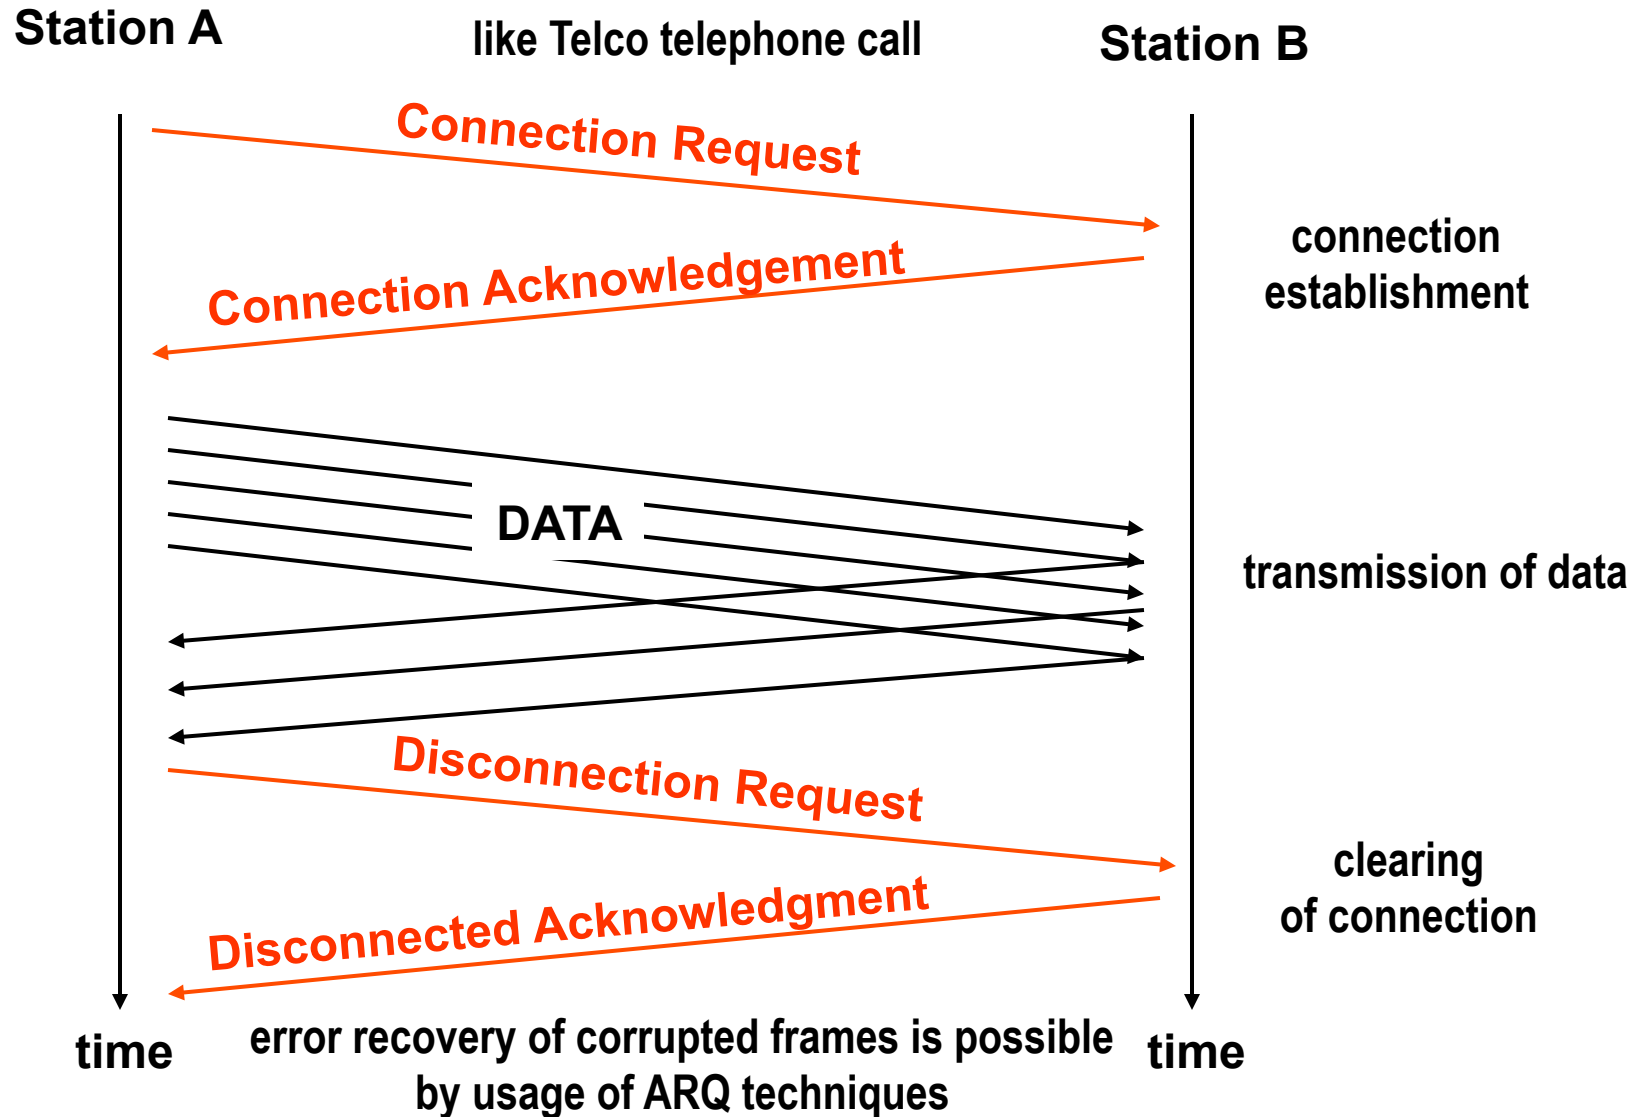 Station A
like Telco telephone call
Station B
Connection Request
connection
establishment
Connection Acknowledgement
DATA
transmission of data
Disconnection Request
clearing
of connection
Disconnected Acknowledgment
time
error recovery of corrupted frames is possible
by usage of ARQ techniques
time